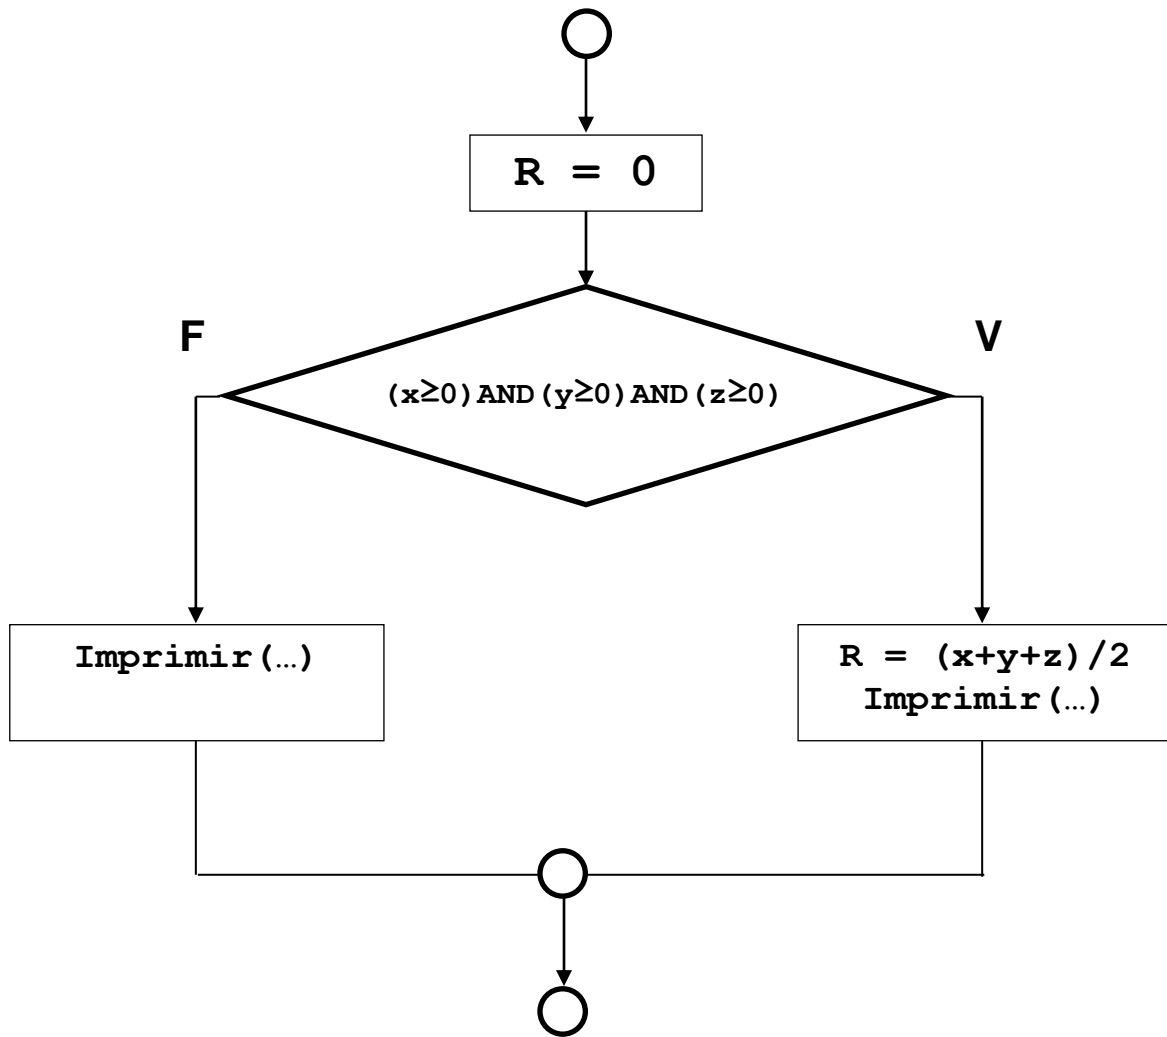 R = 0
F
V
(x≥0)AND(y≥0)AND(z≥0)
Imprimir(…)
R = (x+y+z)/2
Imprimir(…)